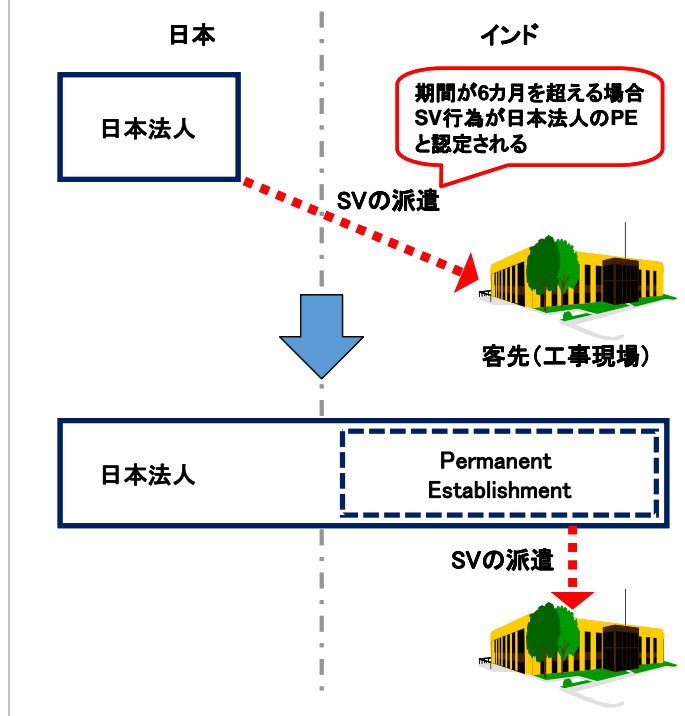 日本
インド
日本法人
期間が6カ月を超える場合
SV行為が日本法人のPE
と認定される
SVの派遣
客先(工事現場)
日本法人
Permanent
Establishment
SVの派遣